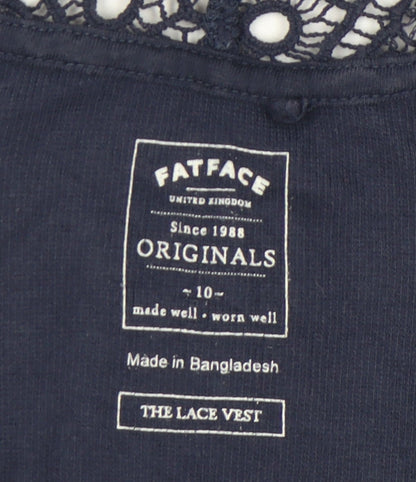 FATFACE
UNITED KINGDOM
Since 1988
ORIGINALS
~10~
made well • worn well
Made in Bangladesh
THE LACE VEST